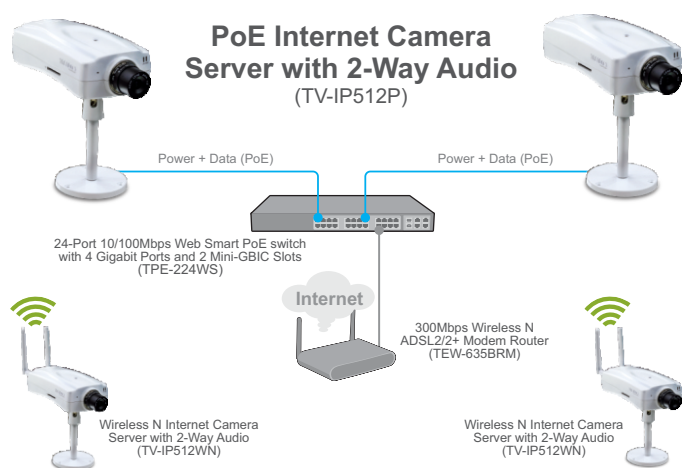 PoE Internet Camera
Server with 2-Way Audio
(TV-IP512P)
Power + Data (PoE)
Power + Data (PoE)
24-Port 10/100Mbps Web Smart PoE switch
with 4 Gigabit Ports and 2 Mini-GBIC Slots
(TPE-224WS)
Internet
300Mbps Wireless N
ADSL2/2+ Modem Router
(TEW-635BRM)
Wireless N Internet Camera
Server with 2-Way Audio
(TV-IP512WN)
Wireless N Internet Camera
Server with 2-Way Audio
(TV-IP512WN)